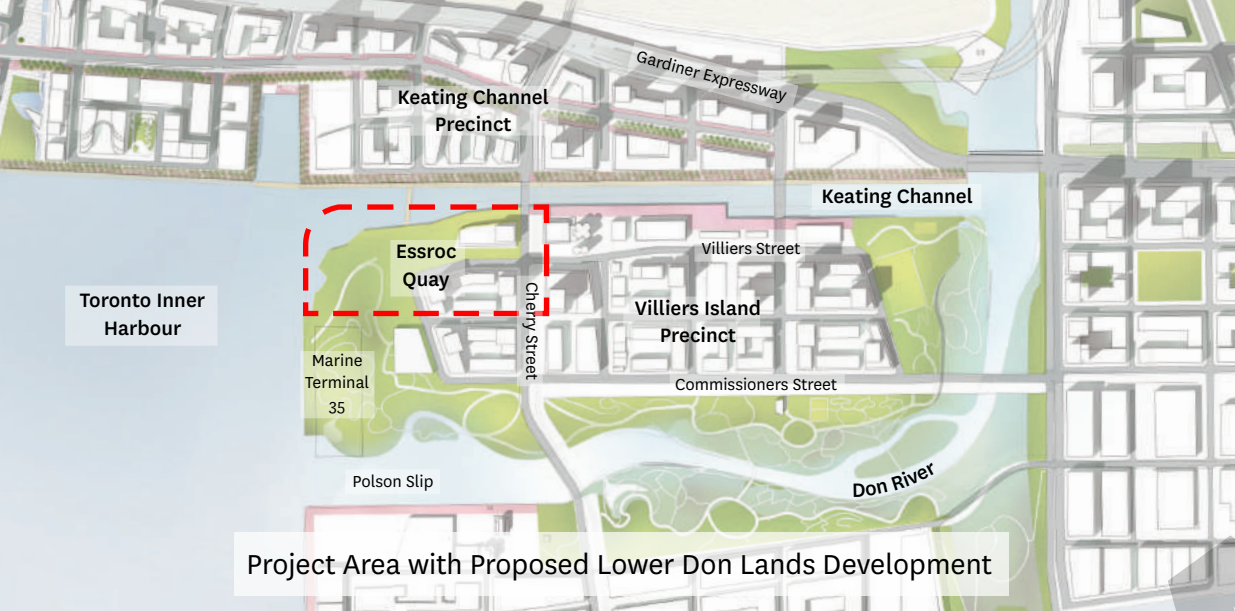 Gardiner Expressway
Keating Channel
Precinct
Keating Channel
Essroc
Quay
Villiers Street
Toronto Inner
Harbour
Cherry Street
Villiers Island
Precinct
Marine
Terminal
35
Commissioners Street
Polson Slip
Don River
Project Area with Proposed Lower Don Lands Development